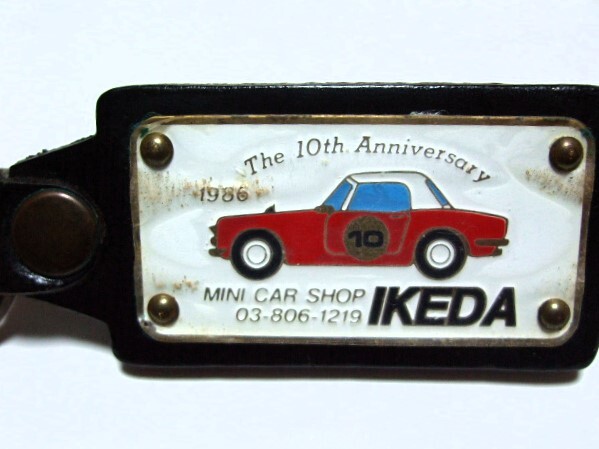 The 10th Anniversary
1986
10
MINI CAR SHOP IKEDA
03-806-1219